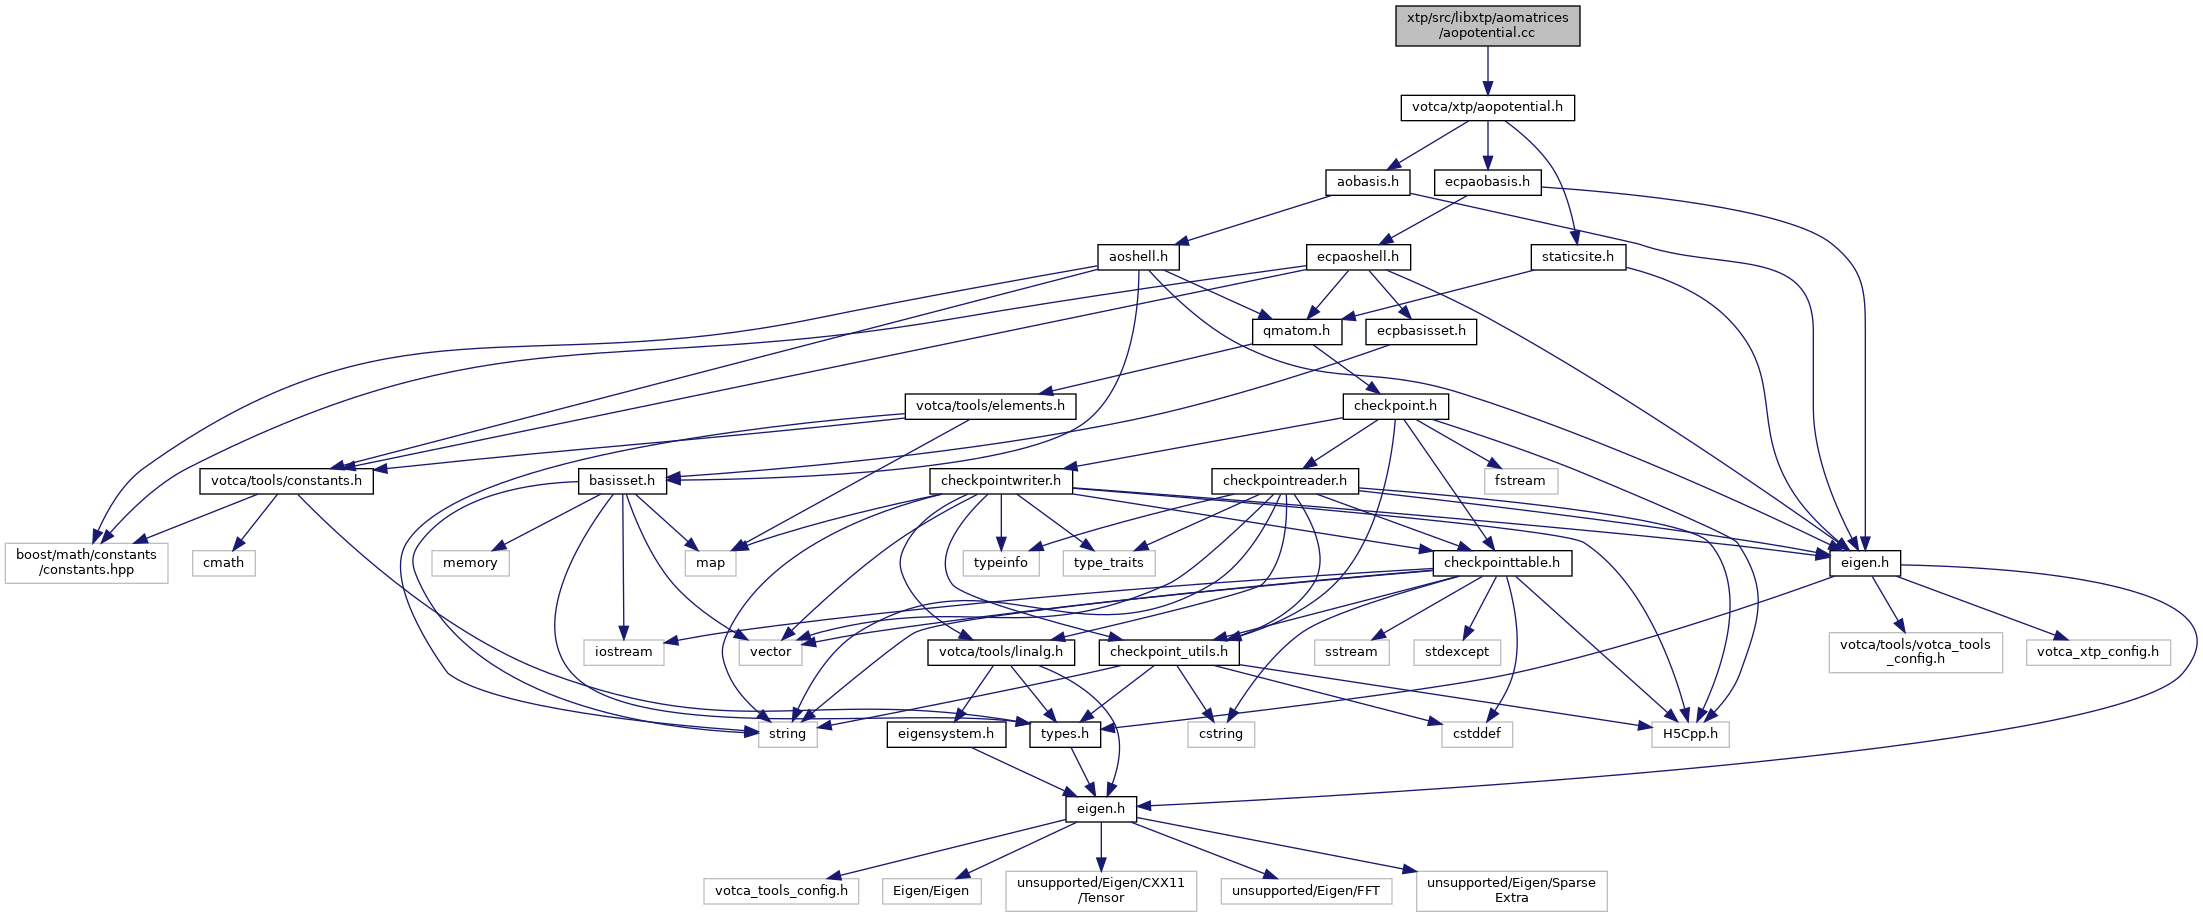 xtp/src/libxtp/aomatrices
/aopotential.cc
votca/xtp/aopotential.h
aobasis.h
ecpaobasis.h
aoshell.h
ecpaoshell.h
staticsite.h
qmatom.h
ecpbasisset.h
votca/tools/elements.h
checkpoint.h
votca/tools/constants.h
basisset.h
checkpointwriter.h
checkpointreader.h
fstream
boost/math/constants
/constants.hpp
cmath
memory
map
typeinfo
type_traits
checkpointtable.h
eigen.h
iostream
vector
votca/tools/linalg.h
checkpoint_utils.h
sstream
stdexcept
votca/tools/votca_tools
_config.h
votca_xtp_config.h
string
eigensystem.h
types.h
cstring
cstddef
H5Cpp.h
eigen.h
votca_tools_config.h
Eigen/Eigen
unsupported/Eigen/CXX11
/Tensor
unsupported/Eigen/FFT
unsupported/Eigen/Sparse
Extra